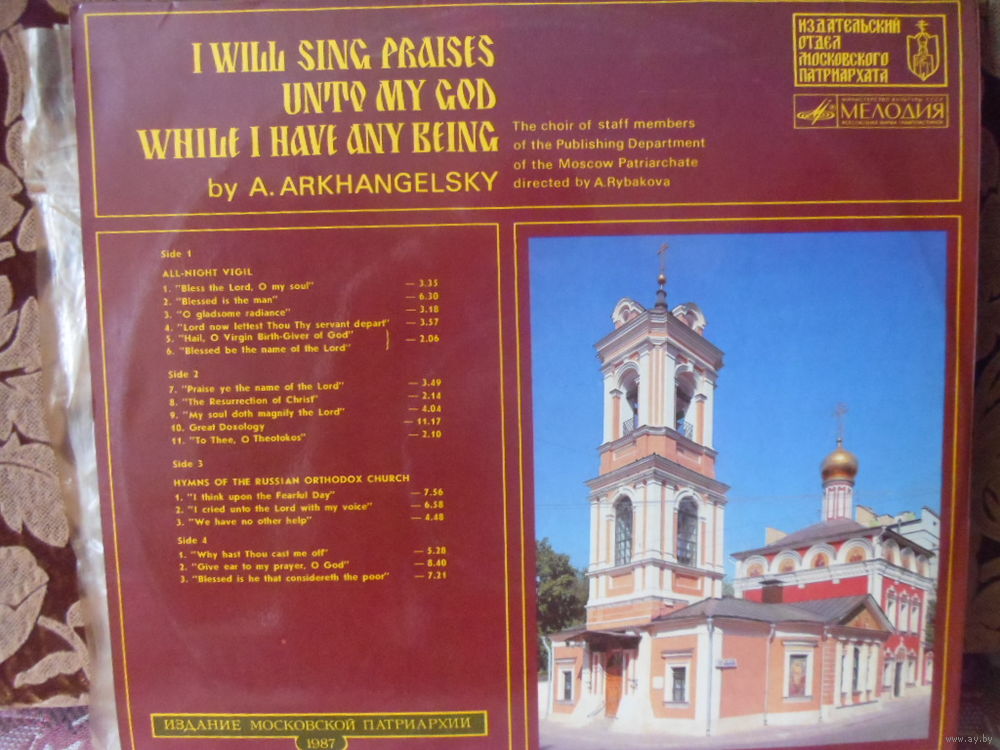 I WILL SING PRAISES
UNTO MY GOD
WHILE I HAVE ANY BEING
by A. ARKHANGELSKY
The choir of staff members
of the Publishing Department
of the Moscow Patriarchate
directed by A.Rybakova
ИЗДАТЕЛЬСКИЙ
ОТДЕЛ
МОСКОВСКОГО
ПАТРИАРХАТА
МИНИСТЕРСТВО КУЛЬТУРЫ СССР
МЕЛОДИЯ
ВСЕСОЮЗНАЯ ФИРМА ГРАМПЛАСТИНОК
Side 1
ALL-NIGHT VIGIL
1. "Bless the Lord, O my soul" — 3.35
2. "Blessed is the man" — 6.30
3. "O gladsome radiance" — 3.18
4. "Lord now lettest Thou Thy servant depart" — 3.57
5. "Hail, O Virgin Birth-Giver of God" } — 2.06
6. "Blessed be the name of the Lord"
Side 2
7. "Praise ye the name of the Lord" — 3.49
8. "The Resurrection of Christ" — 2.14
9. "My soul doth magnify the Lord" — 4.04
10. Great Doxology — 11.17
11. "To Thee, O Theotokos" — 2.10
Side 3
HYMNS OF THE RUSSIAN ORTHODOX CHURCH
1. "I think upon the Fearful Day" — 7.56
2. "I cried unto the Lord with my voice" — 6.58
3. "We have no other help" — 4.48
Side 4
1. "Why hast Thou cast me off" — 5.28
2. "Give ear to my prayer, O God" — 8.40
3. "Blessed is he that considereth the poor" — 7.21
ИЗДАНИЕ МОСКОВСКОЙ ПАТРИАРХИИ
1987
www.ay.by